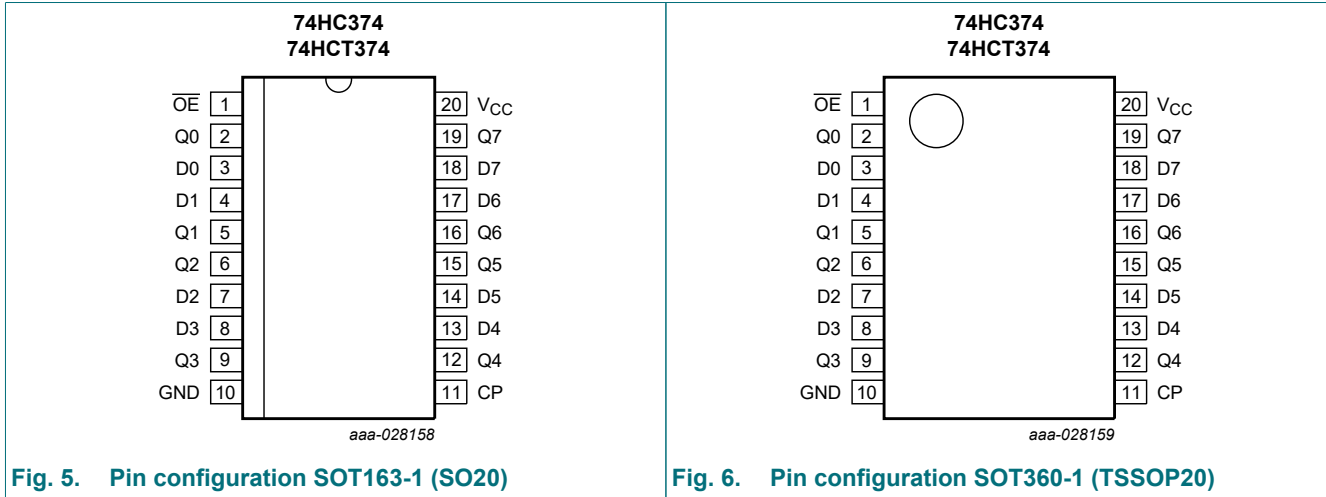 74HC374
74HCT374
OE 1
20 VCC
Q0 2
19 Q7
D0 3
18 D7
D1 4
17 D6
Q1 5
16 Q6
Q2 6
15 Q5
D2 7
14 D5
D3 8
13 D4
Q3 9
12 Q4
GND 10
11 CP
aaa-028158
Fig. 5. Pin configuration SOT163-1 (SO20)
74HC374
74HCT374
OE 1
20 VCC
Q0 2
19 Q7
D0 3
18 D7
D1 4
17 D6
Q1 5
16 Q6
Q2 6
15 Q5
D2 7
14 D5
D3 8
13 D4
Q3 9
12 Q4
GND 10
11 CP
aaa-028159
Fig. 6. Pin configuration SOT360-1 (TSSOP20)